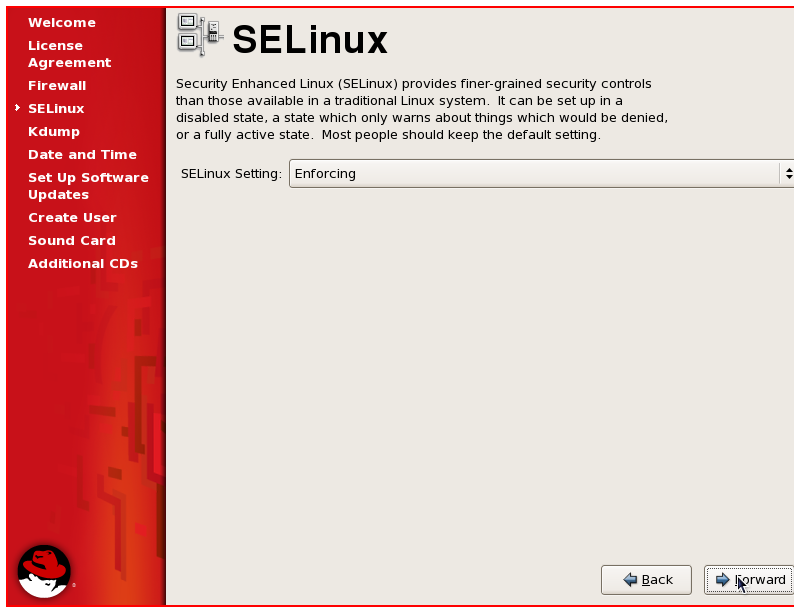 Welcome
License
Agreement
Firewall
SELinux
Kdump
Date and Time
Set Up Software
Updates
Create User
Sound Card
Additional CDs
SELinux
Security Enhanced Linux (SELinux) provides finer-grained security controls
than those available in a traditional Linux system.  It can be set up in a
disabled state, a state which only warns about things which would be denied,
or a fully active state.  Most people should keep the default setting.
SELinux Setting: Enforcing
Back Forward